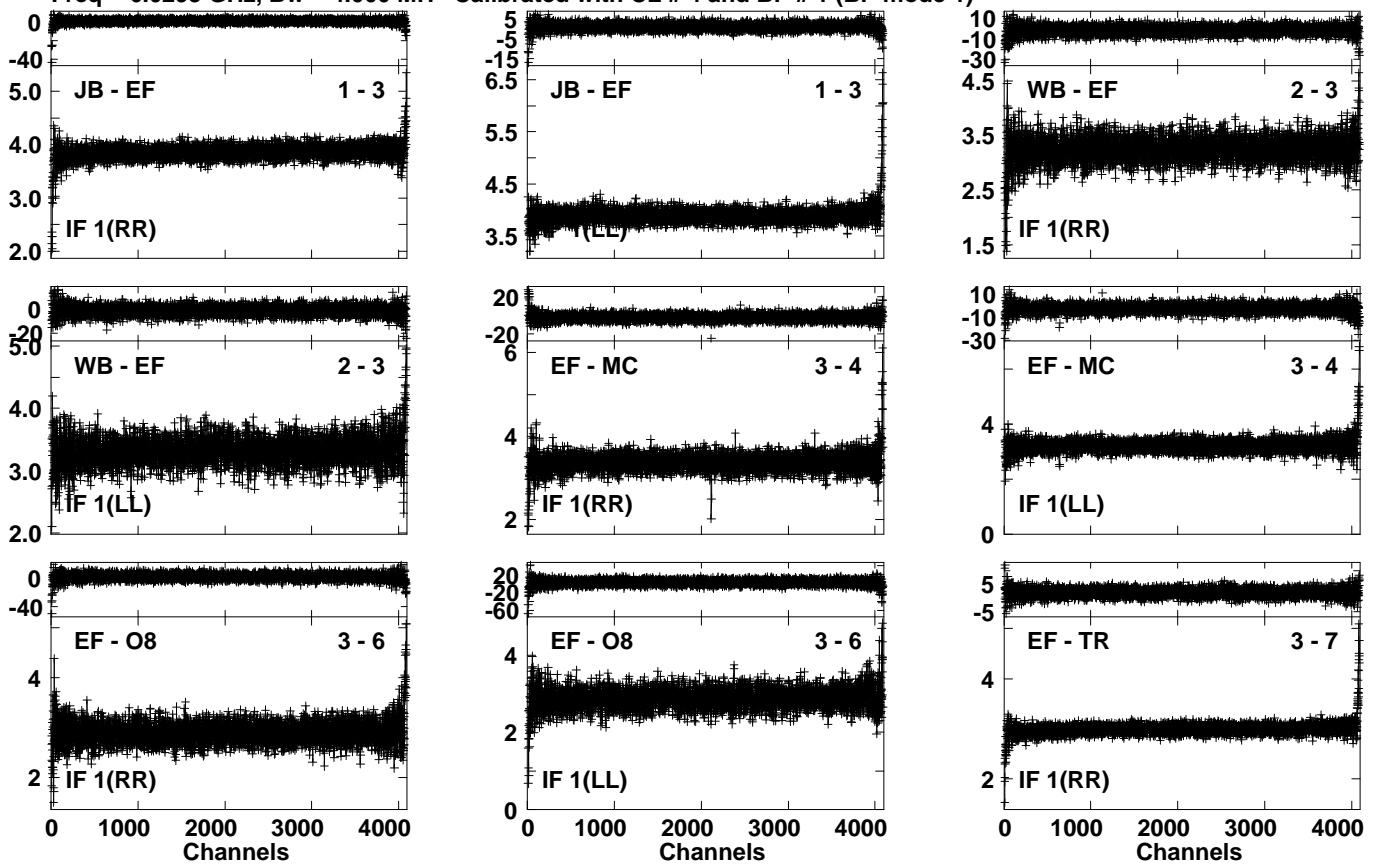 Calibrated with CL # and BP #
0
-40
JB - EF 1 - 3
5.0
4.0
3.0
2.0
IF 1(RR)
5
-5
-15
JB - EF 1 - 3
6.5
5.5
4.5
3.5
1(LL)
10
-10
-30
WB - EF 2 - 3
4.5
3.5
2.5
1.5
IF 1(RR)
0
-20
WB - EF 2 - 3
5.0
4.0
3.0
2.0
IF 1(LL)
20
-20
EF - MC 3 - 4
6
4
2
IF 1(RR)
10
-10
-30
EF - MC 3 - 4
4
0
IF 1(LL)
0
-40
EF - O8 3 - 6
4
2
IF 1(RR)
0 1000 2000 3000 4000
Channels
20
-20
-60
EF - O8 3 - 6
4
2
0
IF 1(LL)
0 1000 2000 3000 4000
Channels
5
-5
EF - TR 3 - 7
4
2
IF 1(RR)
0 1000 2000 3000 4000
Channels